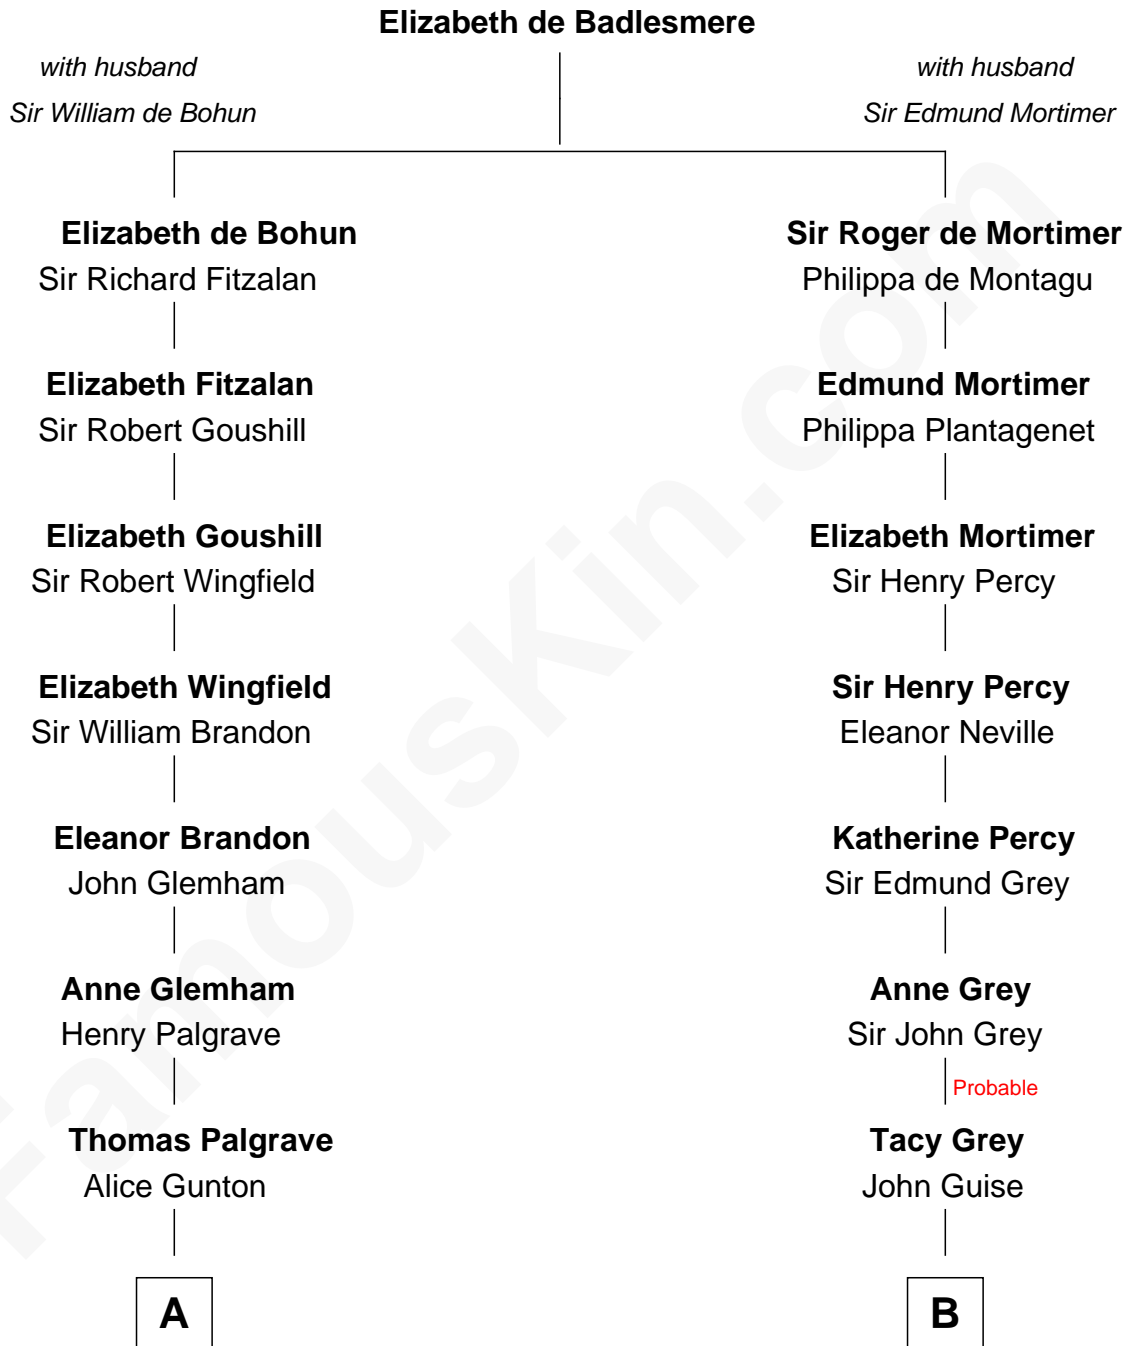 Elizabeth de Badlesmere
with husband
Sir William de Bohun
with husband
Sir Edmund Mortimer
Elizabeth de Bohun
Sir Richard Fitzalan
Sir Roger de Mortimer
Philippa de Montagu
Elizabeth Fitzalan
Sir Robert Goushill
Edmund Mortimer
Philippa Plantagenet
Elizabeth Goushill
Sir Robert Wingfield
Elizabeth Mortimer
Sir Henry Percy
Elizabeth Wingfield
Sir William Brandon
Sir Henry Percy
Eleanor Neville
Eleanor Brandon
John Glemham
Katherine Percy
Sir Edmund Grey
Anne Glemham
Henry Palgrave
Anne Grey
Sir John Grey
Probable
Thomas Palgrave
Alice Gunton
Tacy Grey
John Guise
A
B
FamousKin.com